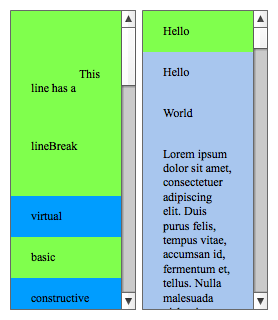 This
line has a
lineBreak
virtual
basic
constructive
Hello
Hello
World
Lorem ipsum
dolor sit amet,
consectetuer
adipiscing
elit. Duis
purus felis,
tempus vitae,
accumsan id,
fermentum et,
tellus. Nulla
malesuada